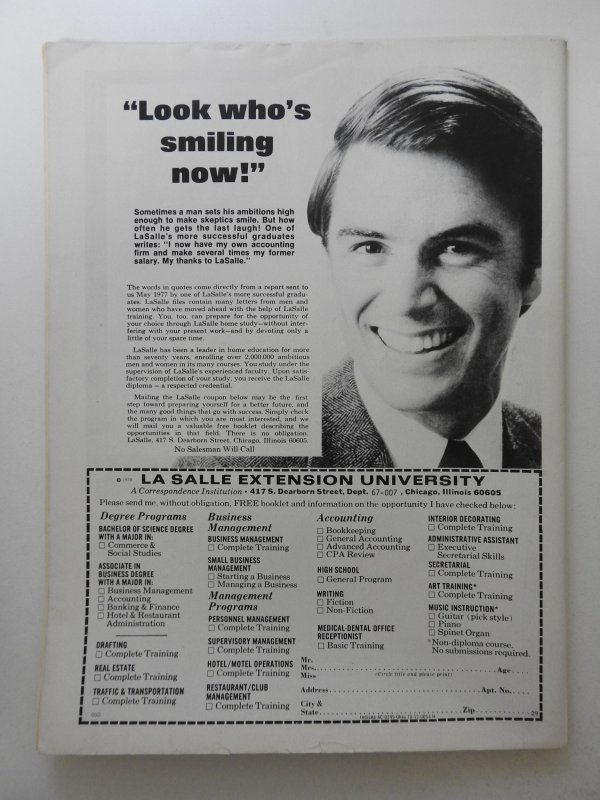 “Look who’s
smiling
now!”
Sometimes a man sets his ambitions high
enough to make skeptics smile. But how
often he gets the last laugh! One of
LaSalle's more successful graduates
writes: "I now have my own accounting
firm and make several times my former
salary. My thanks to LaSalle."
The words in quotes come directly from a report sent to
us May 1977 by one of LaSalle's more successful gradu-
ates. LaSalle files contain many letters from men and
women who have moved ahead with the help of LaSalle
training. You, too, can prepare for the opportunity of
your choice through LaSalle home study—without inter-
fering with your present work—and by devoting only a
little of your spare time.
LaSalle has been a leader in home education for more
than seventy years, enrolling over 2,000,000 ambitious
men and women in its many courses. You study under the
supervision of LaSalle's experienced faculty. Upon satis-
factory completion of your study, you receive the LaSalle
diploma — a respected credential.
Mailing the LaSalle coupon below may be the first
step toward preparing yourself for a better future, and
the many good things that go with success. Simply check
the program in which you are most interested, and we
will mail you a valuable free booklet describing the
opportunities in that field. There is no obligation.
LaSalle, 417 S. Dearborn Street, Chicago, Illinois 60605.
No Salesman Will Call
© 1978 LA SALLE EXTENSION UNIVERSITY
A Correspondence Institution • 417 S. Dearborn Street, Dept. 67-007 , Chicago, Illinois 60605
Please send me, without obligation, FREE booklet and information on the opportunity I have checked below:
Degree Programs
BACHELOR OF SCIENCE DEGREE
WITH A MAJOR IN:
□ Commerce &
Social Studies
ASSOCIATE IN
BUSINESS DEGREE
WITH A MAJOR IN:
□ Business Management
□ Accounting
□ Banking & Finance
□ Hotel & Restaurant
Administration
DRAFTING
□ Complete Training
REAL ESTATE
□ Complete Training
TRAFFIC & TRANSPORTATION
□ Complete Training
Business
Management
BUSINESS MANAGEMENT
□ Complete Training
SMALL BUSINESS
MANAGEMENT
□ Starting a Business
□ Managing a Business
Management
Programs
PERSONNEL MANAGEMENT
□ Complete Training
SUPERVISORY MANAGEMENT
□ Complete Training
HOTEL/MOTEL OPERATIONS
□ Complete Training
RESTAURANT/CLUB
MANAGEMENT
□ Complete Training
Accounting
□ Bookkeeping
□ General Accounting
□ Advanced Accounting
□ CPA Review
HIGH SCHOOL
□ General Program
WRITING
□ Fiction
□ Non-Fiction
MEDICAL-DENTAL OFFICE
RECEPTIONIST
□ Basic Training
INTERIOR DECORATING
□ Complete Training
ADMINISTRATIVE ASSISTANT
□ Executive
Secretarial Skills
SECRETARIAL
□ Complete Training
ART TRAINING*
□ Complete Training
MUSIC INSTRUCTION*
□ Guitar (pick style)
□ Piano
□ Spinet Organ
*Non-diploma course.
No submissions required.
Mr.
Mrs. Age
Miss (Circle title and please print)
Address Apt. No.
City &
State Zip 29